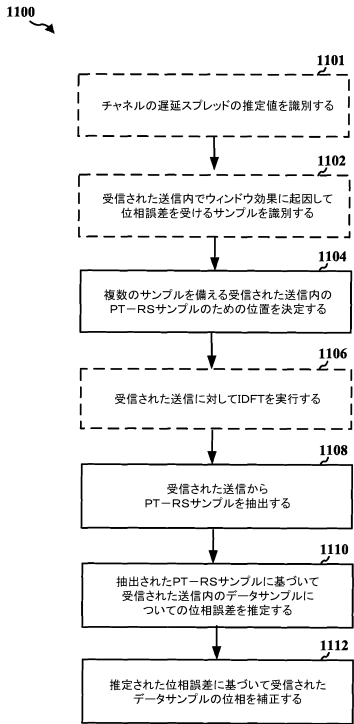 1100
1101
チャネルの遅延スプレッドの推定値を識別する
1102
受信された送信内でウィンドウ効果に起因して
位相誤差を受けるサンプルを識別する
1104
複数のサンプルを備える受信された送信内の
PT−RSサンプルのための位置を決定する
1106
受信された送信に対してIDFTを実行する
1108
受信された送信から
PT−RSサンプルを抽出する
1110
抽出されたPT−RSサンプルに基づいて
受信された送信内のデータサンプルに
ついての位相誤差を推定する
1112
推定された位相誤差に基づいて受信された
データサンプルの位相を補正する